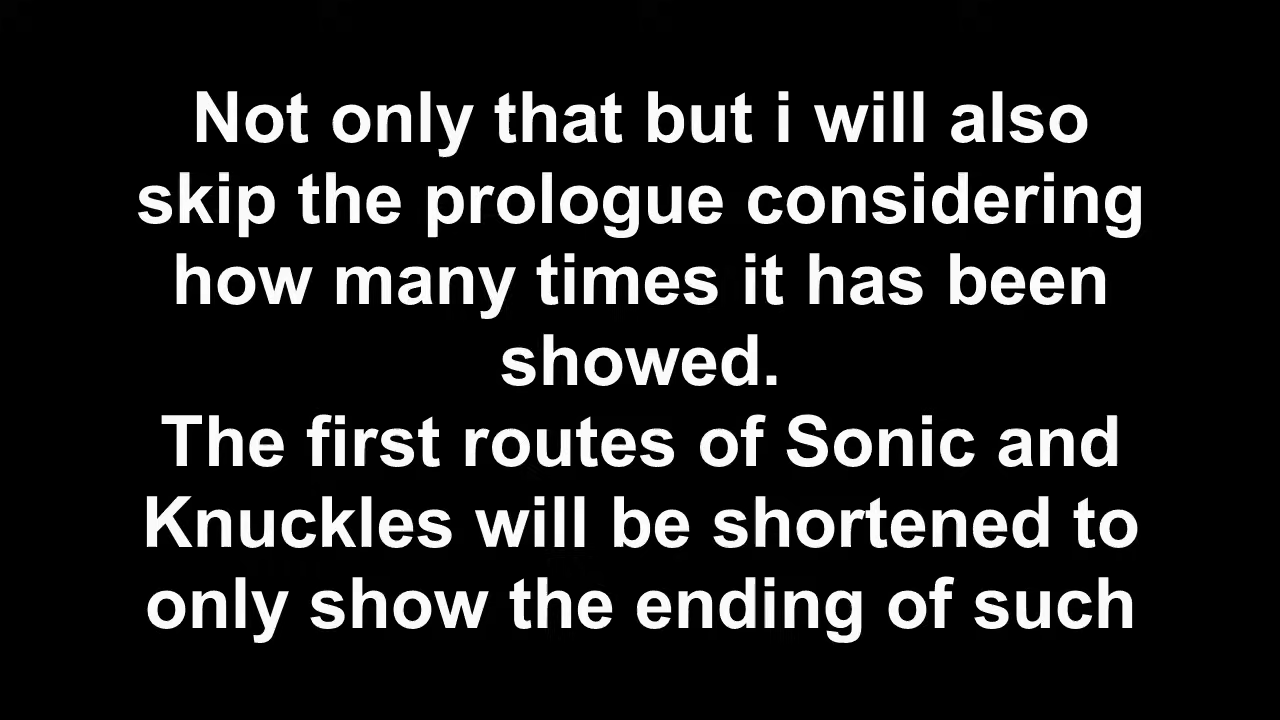 Not only that but i will also
skip the prologue considering
how many times it has been
showed.
The first routes of Sonic and
Knuckles will be shortened to
only show the ending of such